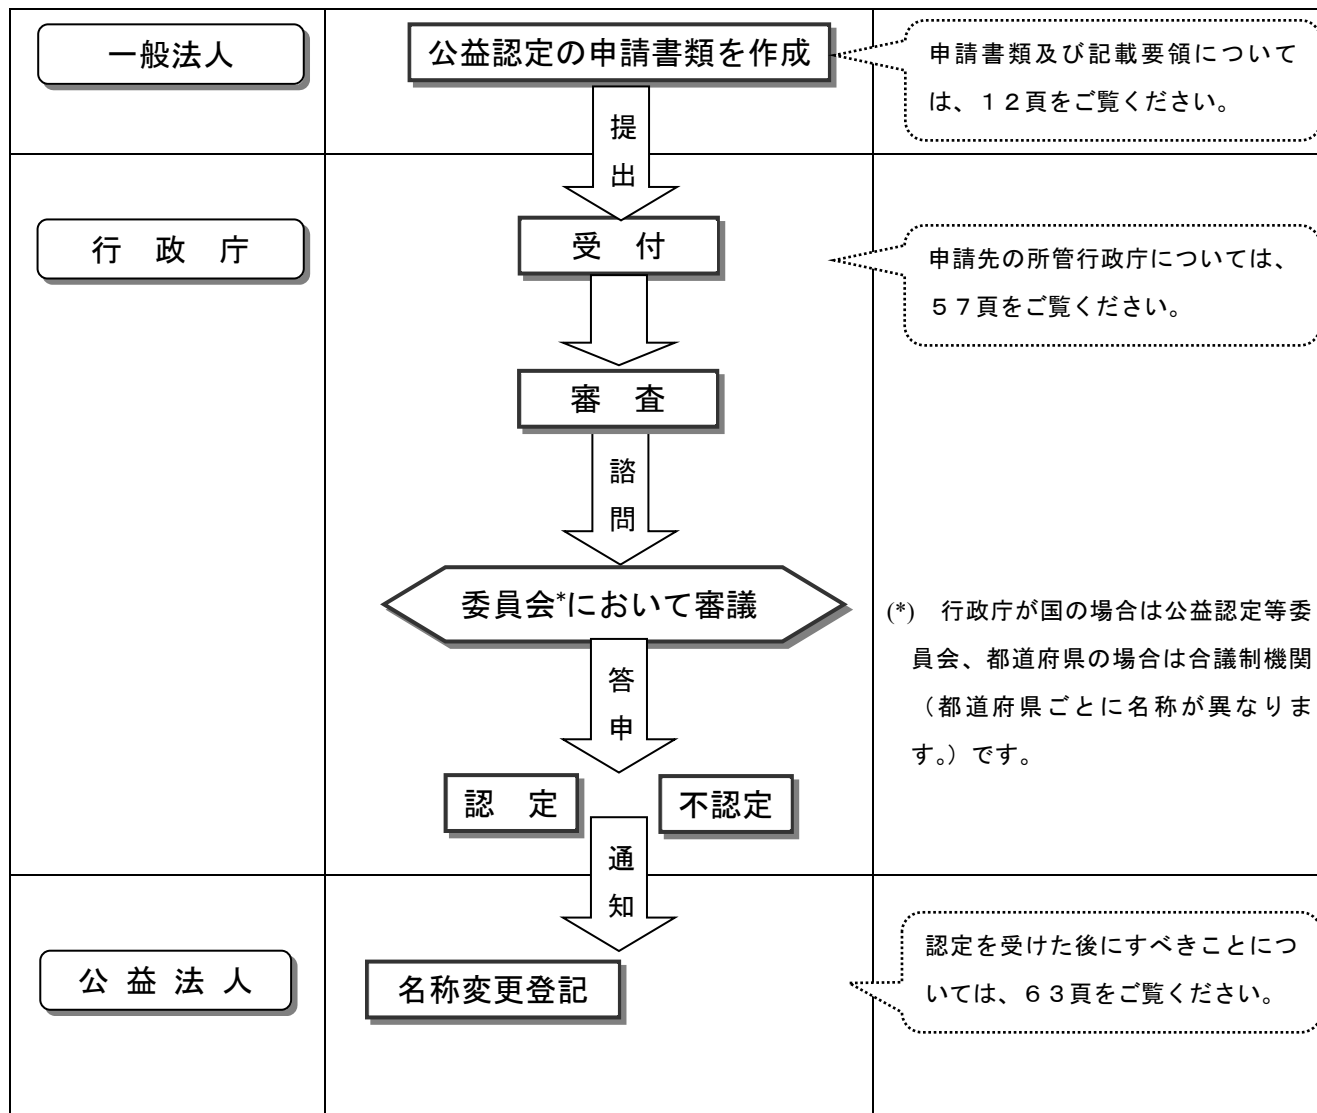 一般法人
公益認定の申請書類を作成
申請書類及び記載要領について
は、１２頁をご覧ください。
提
出
行　政　庁
受　付
申請先の所管行政庁については、
５７頁をご覧ください。
審　査
諮
問
委員会*において審議
(*)　行政庁が国の場合は公益認定等委
員会、都道府県の場合は合議制機関
（都道府県ごとに名称が異なりま
す。）です。
答
申
認　定
不認定
通
知
公 益 法 人
名称変更登記
認定を受けた後にすべきことにつ
いては、６３頁をご覧ください。